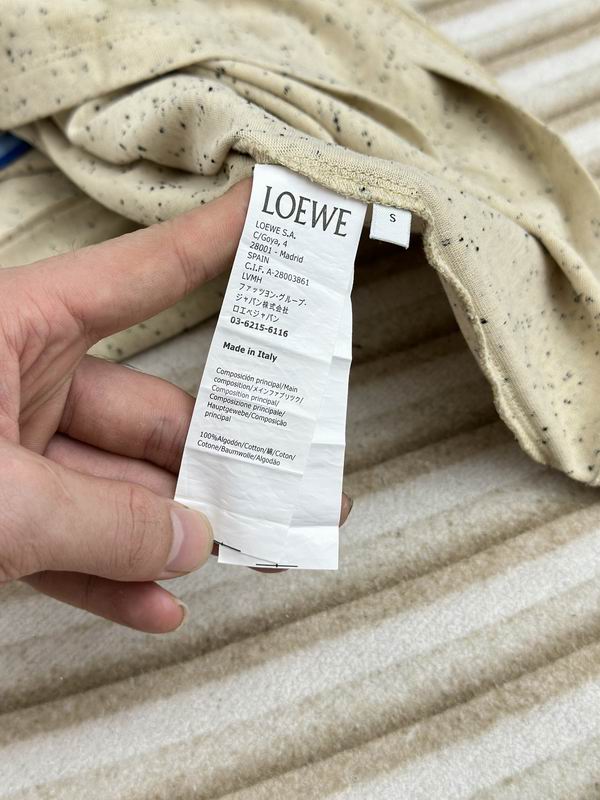 LOEWE
S
LOEWE S.A.
C/Goya, 4
28001 - Madrid
SPAIN
C.I.F. A-28003861
LVMH
ファッツョン·グループ·
ジャパン株式会社
ロエベジャパン
03-6215-6116
Made in Italy
Composición principal/Main
composition/メインファブリック/
Composition principal/
Composizione principale/
Hauptgewebe/Composicão
principal
100%Algodón/Cotton/綿/Coton/
Cotone/Baumwolle/Algodão